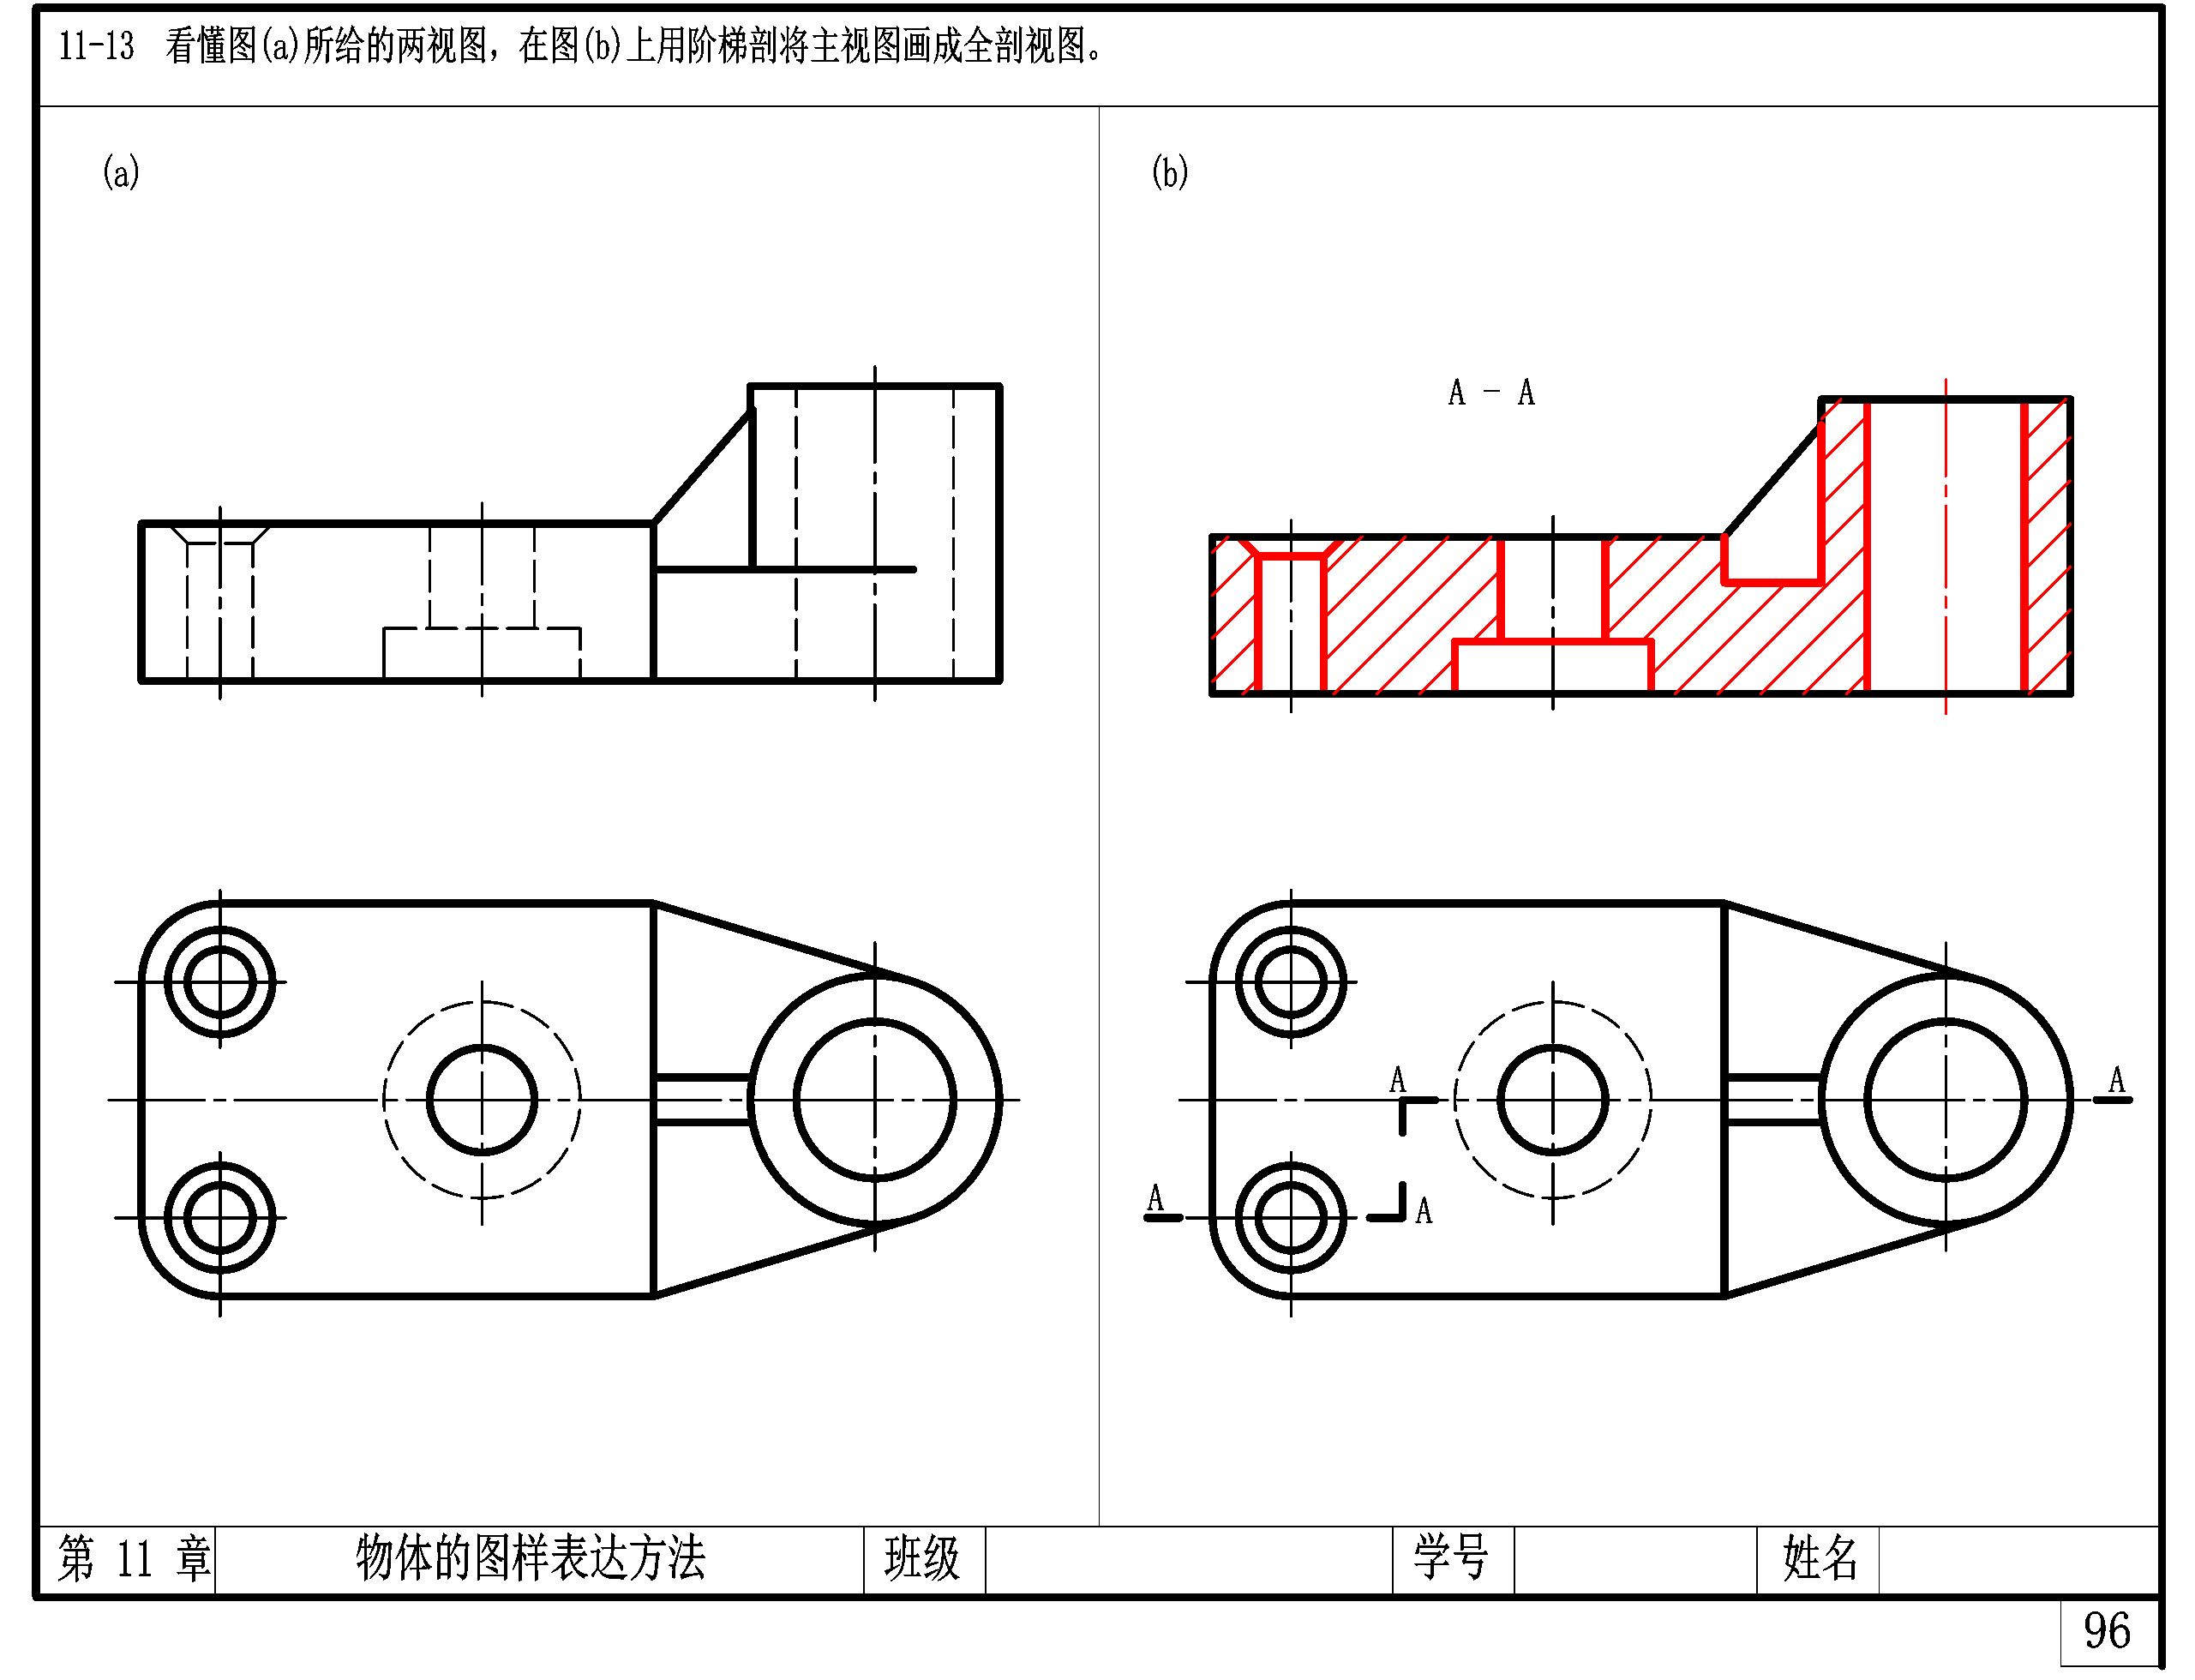 11-13 看懂图(a)所给的两视图，在图(b)上用阶梯剖将主视图画成全剖视图。
(a)
(b)
A - A
A
A
A
A
第 11 章 物体的图样表达方法 班级 学号 姓名
96